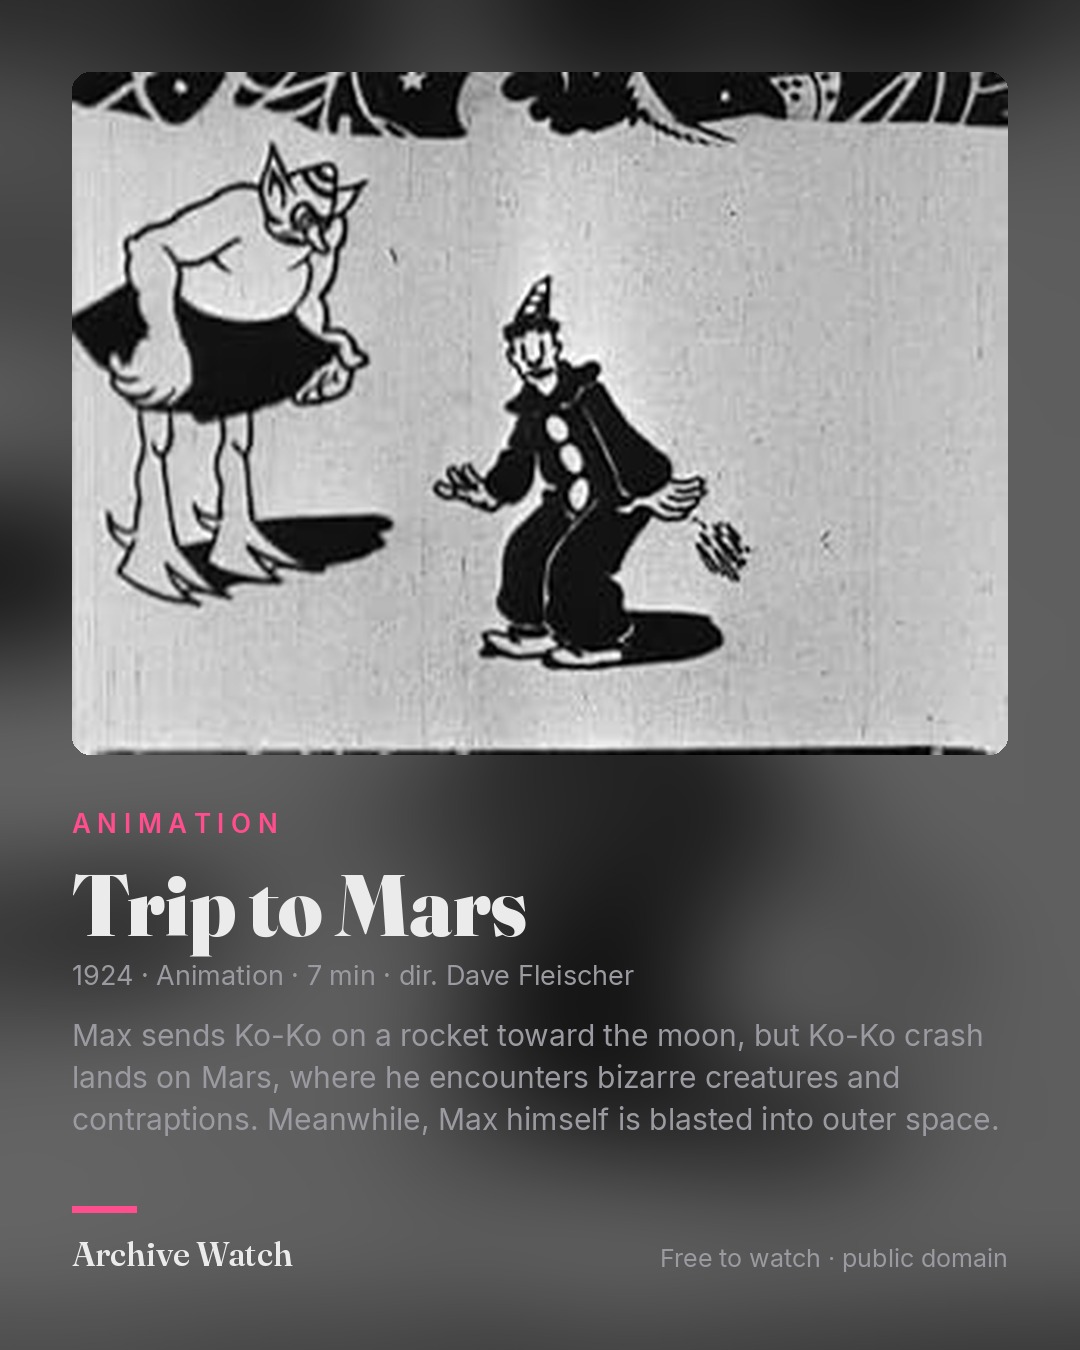 ANIMATION
Trip to Mars
1924 · Animation · 7 min · dir. Dave Fleischer
Max sends Ko-Ko on a rocket toward the moon, but Ko-Ko crash
lands on Mars, where he encounters bizarre creatures and
contraptions. Meanwhile, Max himself is blasted into outer space.
Archive Watch
Free to watch · public domain